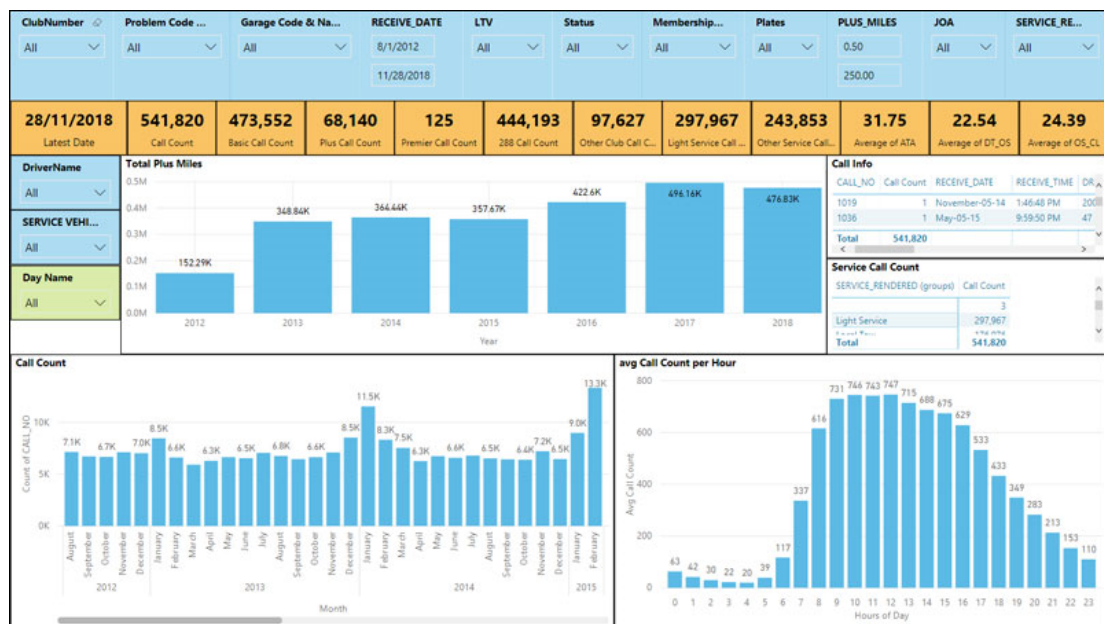 ClubNumber
Problem Code ...
Garage Code & Na...
RECEIVE_DATE
LTV
Status
Membership...
Plates
PLUS_MILES
JOA
SERVICE_RE...
All
All
All
8/1/2012
All
All
All
All
0.50
All
All
11/28/2018
250.00
28/11/2018
541,820
473,552
68,140
125
444,193
97,627
297,967
243,853
31.75
22.54
24.39
Latest Date
Call Count
Basic Call Count
Plus Call Count
Premier Call Count
288 Call Count
Other Club Call C...
Light Service Call ...
Other Service Call...
Average of ATA
Average of DT_OS
Average of OS_CL
DriverName
All
SERVICE VEHI...
All
Day Name
All
Total Plus Miles
0.5M
0.4M
0.3M
0.2M
0.1M
0.0M
152.29K
348.84K
364.44K
357.67K
422.6K
496.16K
476.83K
2012
2013
2014
2015
2016
2017
2018
Year
Call Info
CALL_NO Call Count RECEIVE_DATE RECEIVE_TIME DR
1019 1 November-05-14 1:46:48 PM 200
1036 1 May-05-15 9:59:50 PM 47
Total 541,820
Service Call Count
SERVICE_RENDERED (groups) Call Count
3
Light Service 297,967
Total 541,820
Call Count
Count of CALL_NO
10K
5K
0K
7.1K
6.7K
7.0K
8.5K
6.6K
6.3K
6.5K
6.8K
6.6K
8.5K
11.5K
8.3K
7.5K
6.3K
6.6K
6.5K
6.4K
7.2K
6.5K
9.0K
13.3K
August
September
October
November
December
January
February
March
April
May
June
July
August
September
October
November
December
January
February
March
April
May
June
July
August
September
October
November
December
January
February
2012
2013
2014
2015
Month
avg Call Count per Hour
Avg Call Count
800
600
400
200
0
63
42
30
22
20
39
117
337
616
731
746
743
747
715
688
675
629
533
433
349
283
213
153
110
0 1 2 3 4 5 6 7 8 9 10 11 12 13 14 15 16 17 18 19 20 21 22 23
Hours of Day